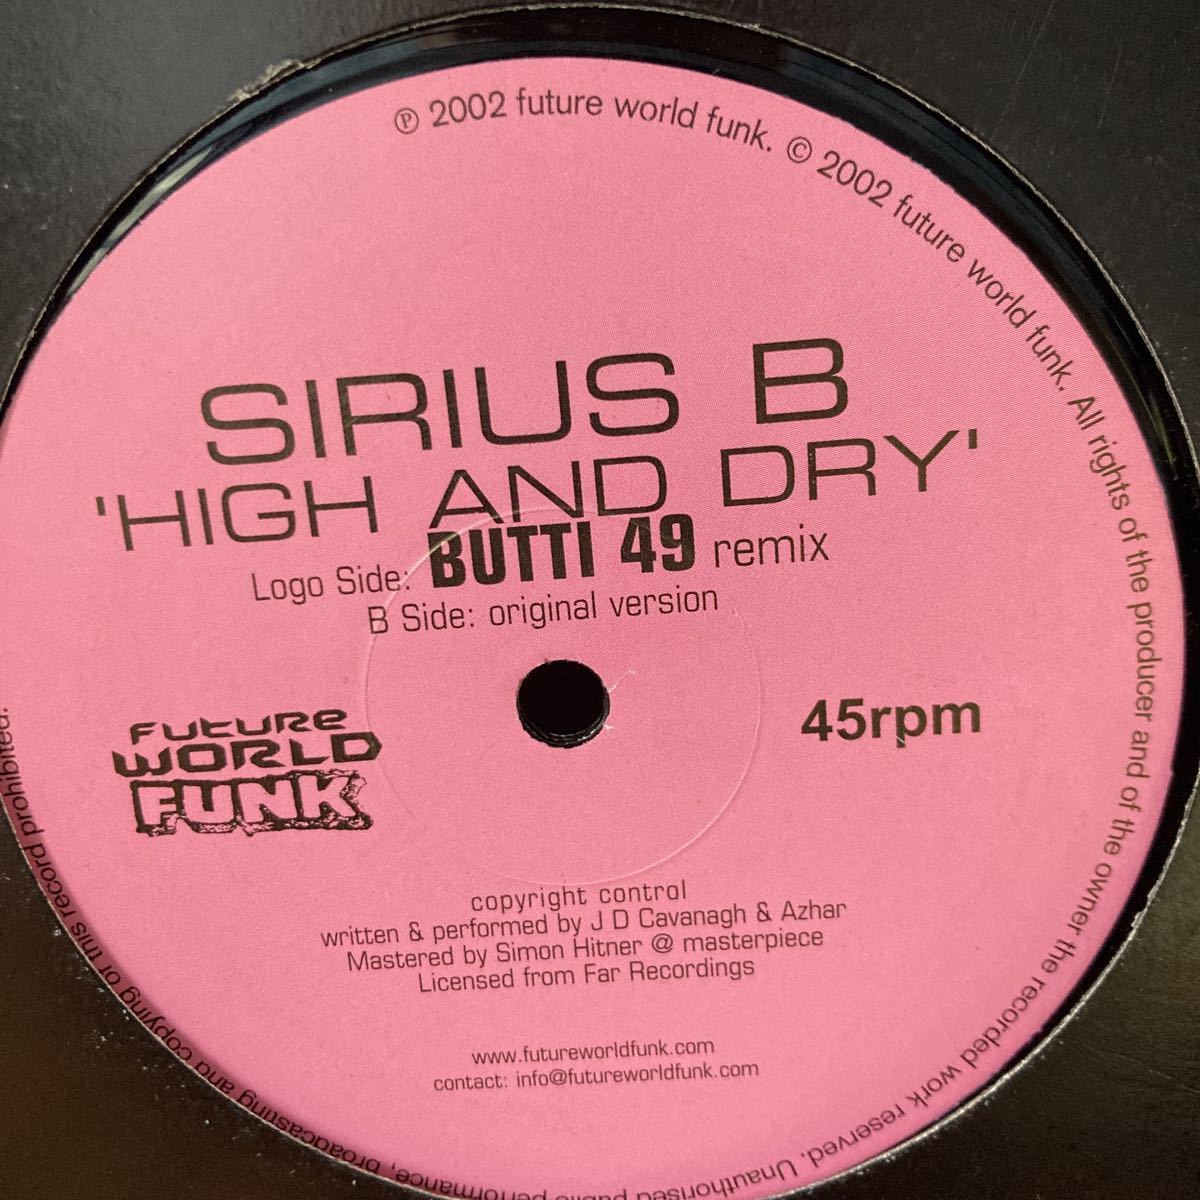 ℗ 2002 future world funk. © 2002 future world funk. All rights of the producer and of the owner the recorded work reserved. Unauthorised public performance, broadcasting and copying of this record prohibited.
SIRIUS B
'HIGH AND DRY'
Logo Side: BUTTI 49 remix
B Side: original version
FUTURE
WORLD
FUNK
45rpm
copyright control
written & performed by J D Cavanagh & Azhar
Mastered by Simon Hitner @ masterpiece
Licensed from Far Recordings
www.futureworldfunk.com
contact: info@futureworldfunk.com